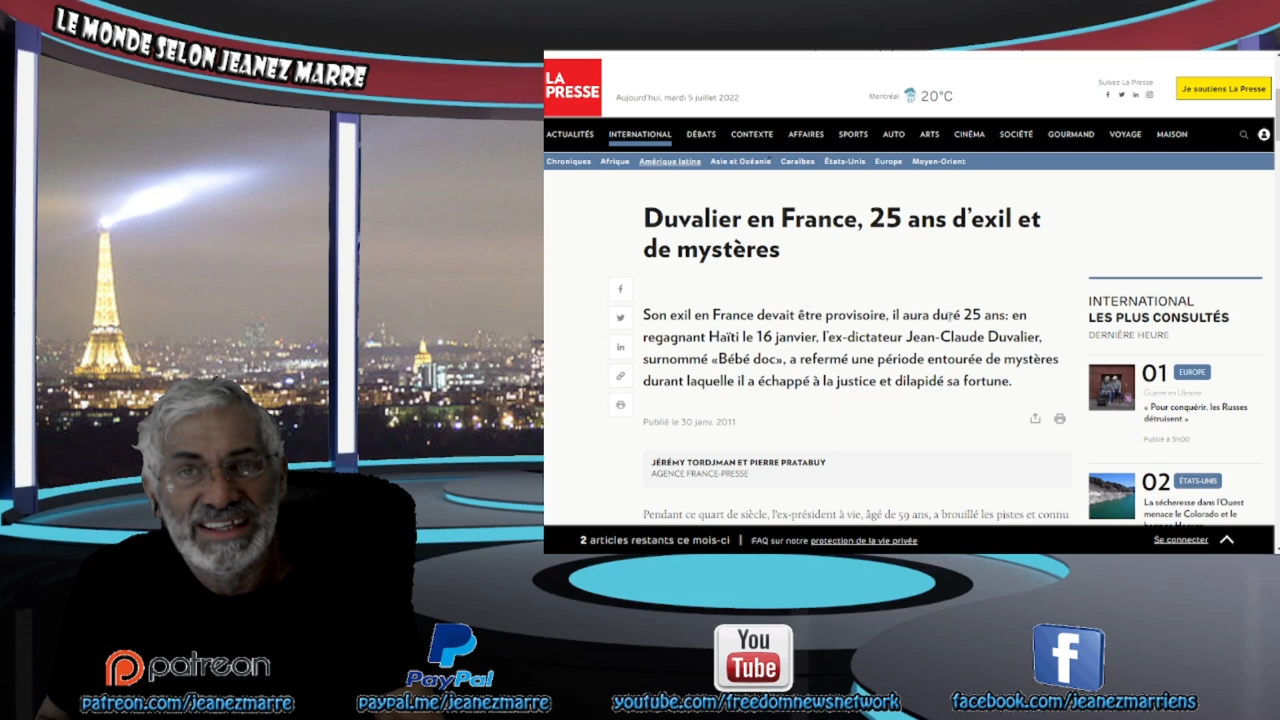 LE MONDE SELON JEANEZ MARRE
LA
PRESSE
Aujourd'hui, mardi 5 juillet 2022
Montréal
20°C
Suivez La Presse
Je soutiens La Presse
ACTUALITÉS INTERNATIONAL DÉBATS CONTEXTE AFFAIRES SPORTS AUTO ARTS CINÉMA SOCIÉTÉ GOURMAND VOYAGE MAISON
Chroniques Afrique Amérique latine Asie et Océanie Caraïbes États-Unis Europe Moyen-Orient
Duvalier en France, 25 ans d'exil et
de mystères
Son exil en France devait être provisoire, il aura duré 25 ans: en
regagnant Haïti le 16 janvier, l'ex-dictateur Jean-Claude Duvalier,
surnommé «Bébé doc», a refermé une période entourée de mystères
durant laquelle il a échappé à la justice et dilapidé sa fortune.
Publié le 30 janv. 2011
JÉRÉMY TORDJMAN ET PIERRE PRATABUY
AGENCE FRANCE-PRESSE
Pendant ce quart de siècle, l'ex-président à vie, âgé de 59 ans, a brouillé les pistes et connu
INTERNATIONAL
LES PLUS CONSULTÉS
DERNIÈRE HEURE
01 EUROPE
Guerre en Ukraine
« Pour conquérir, les Russes
détruisent »
Publié à 5h00
02 ÉTATS-UNIS
La sécheresse dans l'Ouest
menace le Colorado et le
2 articles restants ce mois-ci | FAQ sur notre protection de la vie privée
Se connecter
patreon
patreon.com/jeanezmarre
PayPal
paypal.me/jeanezmarre
You
Tube
youtube.com/freedomnewsnetwork
f
facebook.com/jeanezmarriens